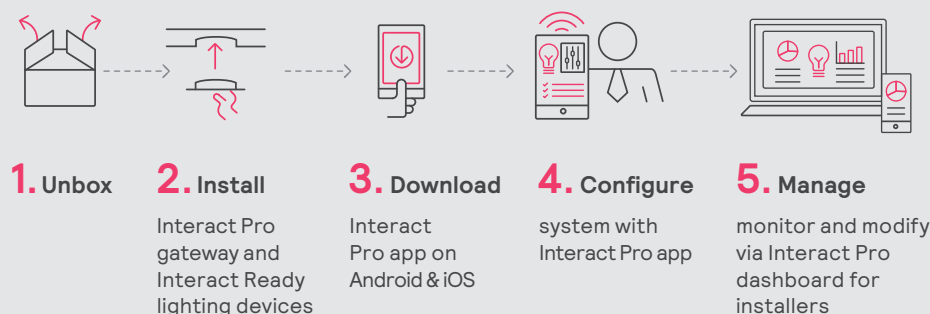 1. Unbox
2. Install
Interact Pro
gateway and
Interact Ready
lighting devices
3. Download
Interact
Pro app on
Android & iOS
4. Configure
system with
Interact Pro app
5. Manage
monitor and modify
via Interact Pro
dashboard for
installers